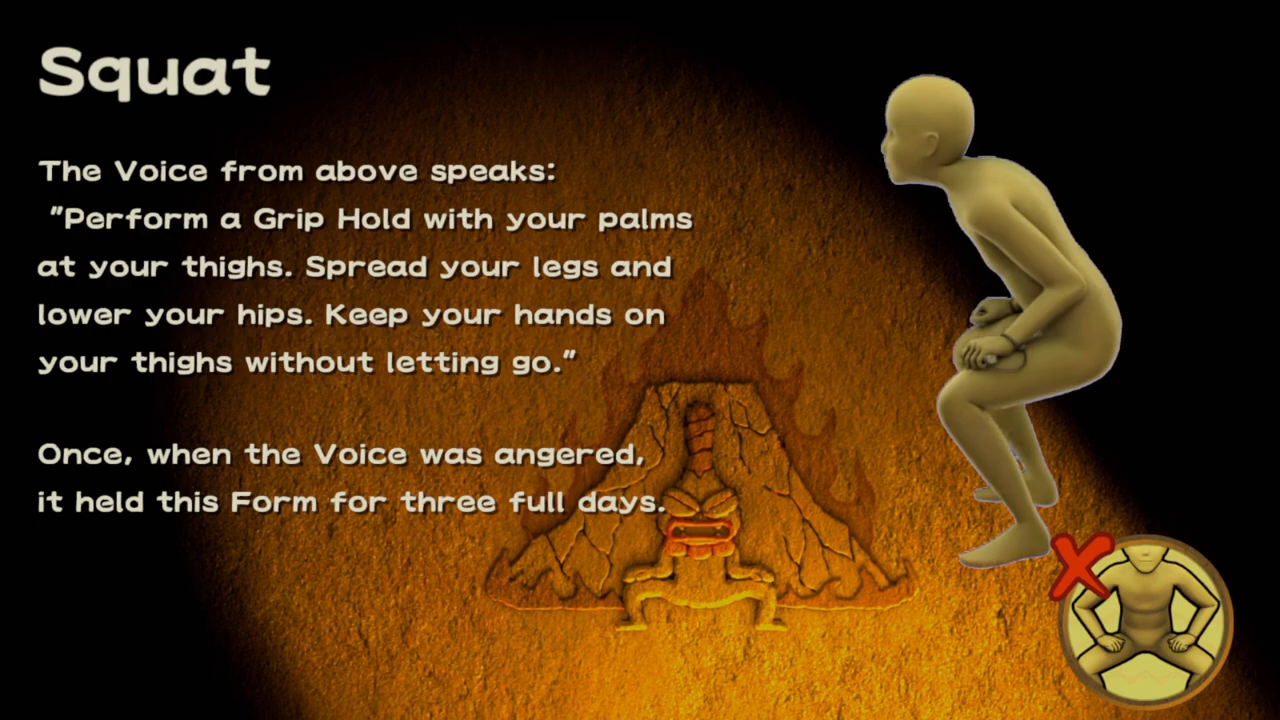 Squat
The Voice from above speaks:
"Perform a Grip Hold with your palms
at your thighs. Spread your legs and
lower your hips. Keep your hands on
your thighs without letting go."
Once, when the Voice was angered,
it held this Form for three full days.